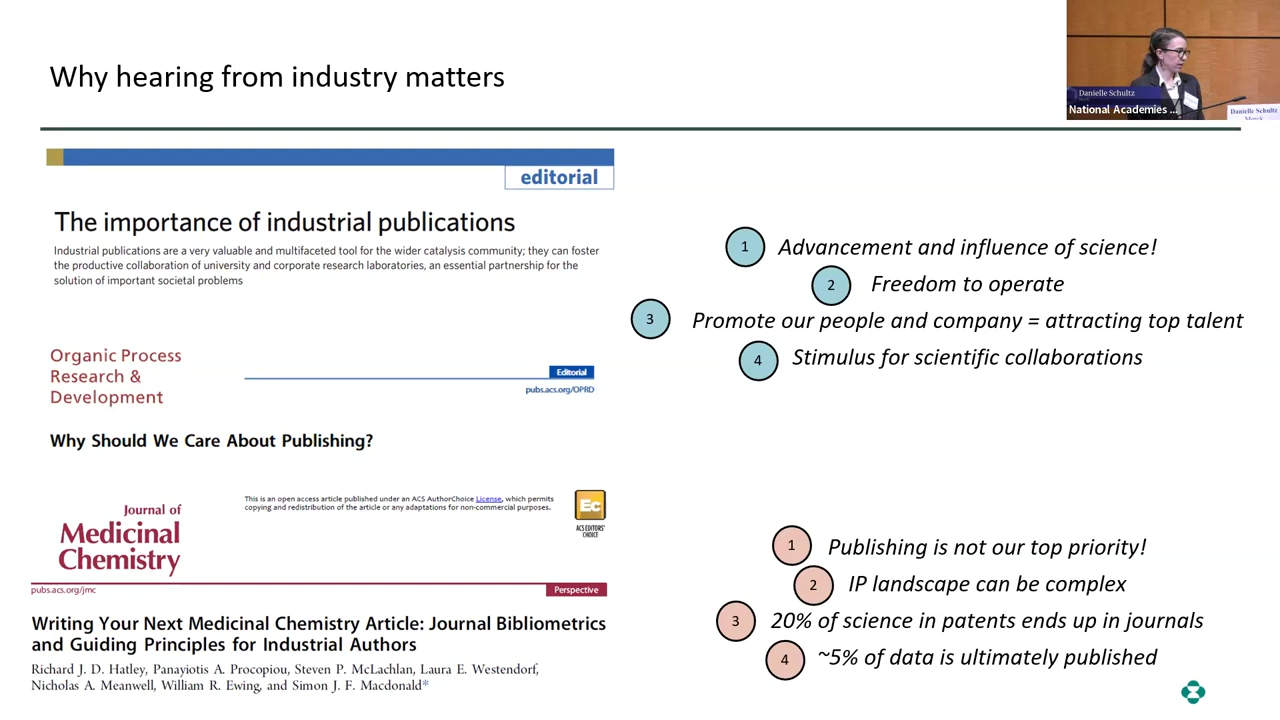 Why hearing from industry matters
Danielle Schultz
National Academies ...
Danielle Schultz
Merck
editorial
The importance of industrial publications
Industrial publications are a very valuable and multifaceted tool for the wider catalysis community; they can foster
the productive collaboration of university and corporate research laboratories, an essential partnership for the
solution of important societal problems
Organic Process
Research &
Development
Editorial
pubs.acs.org/OPRD
Why Should We Care About Publishing?
Journal of
Medicinal
Chemistry
This is an open access article published under an ACS AuthorChoice License, which permits
copying and redistribution of the article or any adaptations for non-commercial purposes.
Ec
ACS EDITORS'
CHOICE
pubs.acs.org/jmc
Perspective
Writing Your Next Medicinal Chemistry Article: Journal Bibliometrics
and Guiding Principles for Industrial Authors
Richard J. D. Hatley, Panayiotis A. Procopiou, Steven P. McLachlan, Laura E. Westendorf,
Nicholas A. Meanwell, William R. Ewing, and Simon J. F. Macdonald*
1 Advancement and influence of science!
2 Freedom to operate
3 Promote our people and company = attracting top talent
4 Stimulus for scientific collaborations
1 Publishing is not our top priority!
2 IP landscape can be complex
3 20% of science in patents ends up in journals
4 ~5% of data is ultimately published